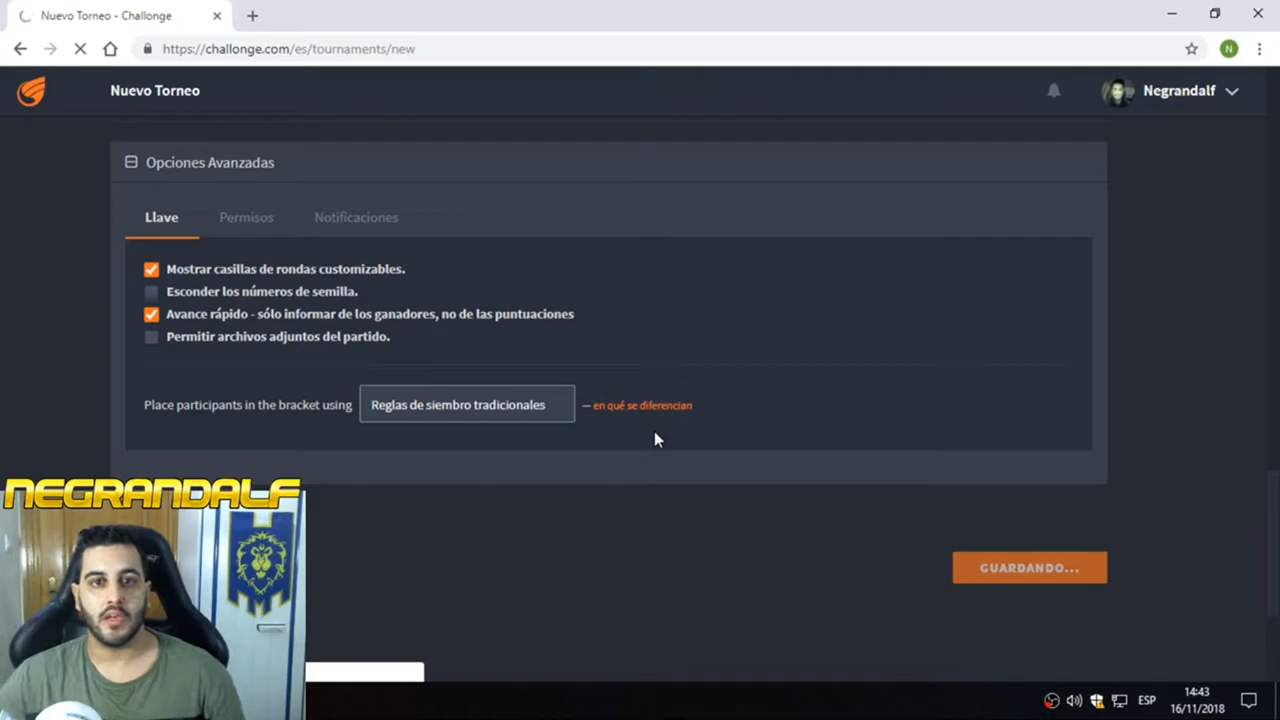 Nuevo Torneo - Challonge
https://challonge.com/es/tournaments/new
N
Nuevo Torneo
Negrandalf
Opciones Avanzadas
Llave
Permisos
Notificaciones
Mostrar casillas de rondas customizables.
Esconder los números de semilla.
Avance rápido - sólo informar de los ganadores, no de las puntuaciones
Permitir archivos adjuntos del partido.
Place participants in the bracket using
Reglas de siembro tradicionales
– en qué se diferencian
NEGRANDALF
GUARDANDO...
ESP
14:43
16/11/2018